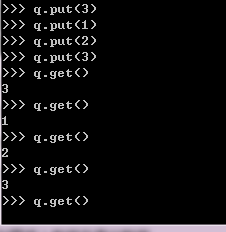 >>> q.put(3)
>>> q.put(1)
>>> q.put(2)
>>> q.put(3)
>>> q.get()
3
>>> q.get()
1
>>> q.get()
2
>>> q.get()
3
>>> q.get()